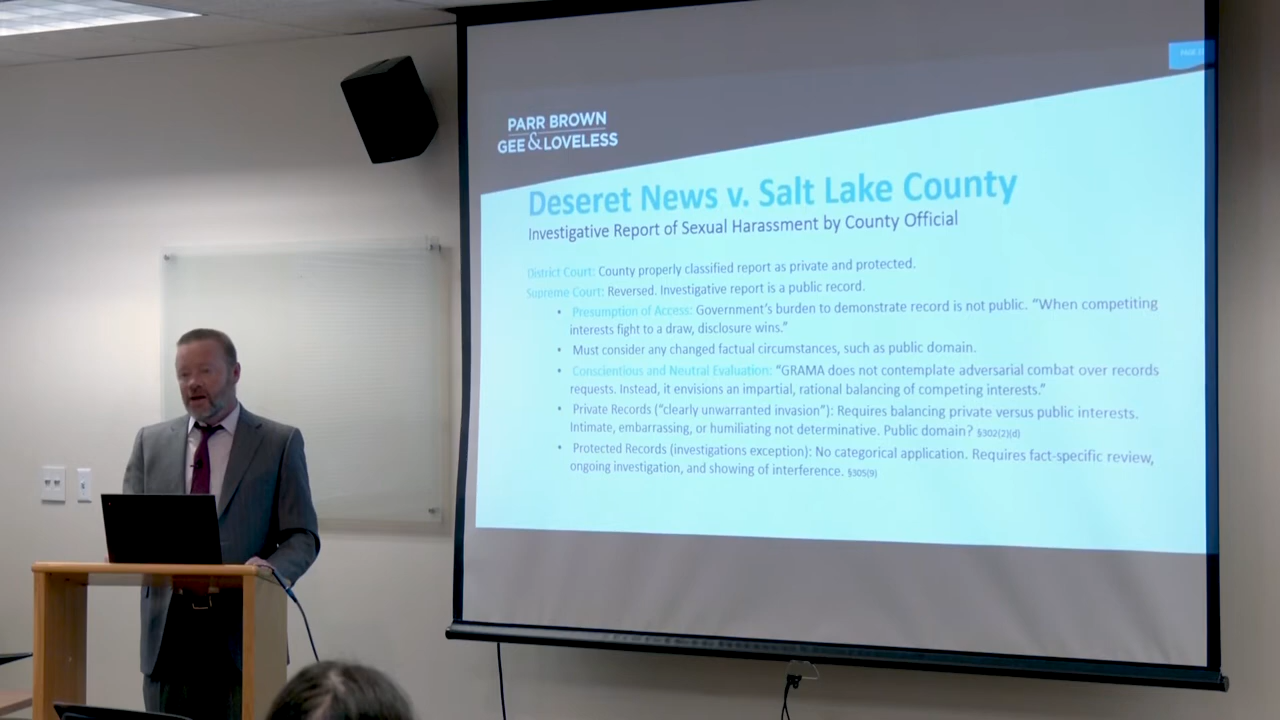 PARR BROWN
GEE & LOVELESS
Deseret News v. Salt Lake County
Investigative Report of Sexual Harassment by County Official
District Court: County properly classified report as private and protected.
Supreme Court: Reversed. Investigative report is a public record.
• Presumption of Access: Government's burden to demonstrate record is not public. “When competing
interests fight to a draw, disclosure wins.”
• Must consider any changed factual circumstances, such as public domain.
• Conscientious and Neutral Evaluation: “GRAMA does not contemplate adversarial combat over records
requests. Instead, it envisions an impartial, rational balancing of competing interests.”
• Private Records (“clearly unwarranted invasion”): Requires balancing private versus public interests.
Intimate, embarrassing, or humiliating not determinative. Public domain? §302(2)(d)
• Protected Records (investigations exception): No categorical application. Requires fact-specific review,
ongoing investigation, and showing of interference. §305(9)